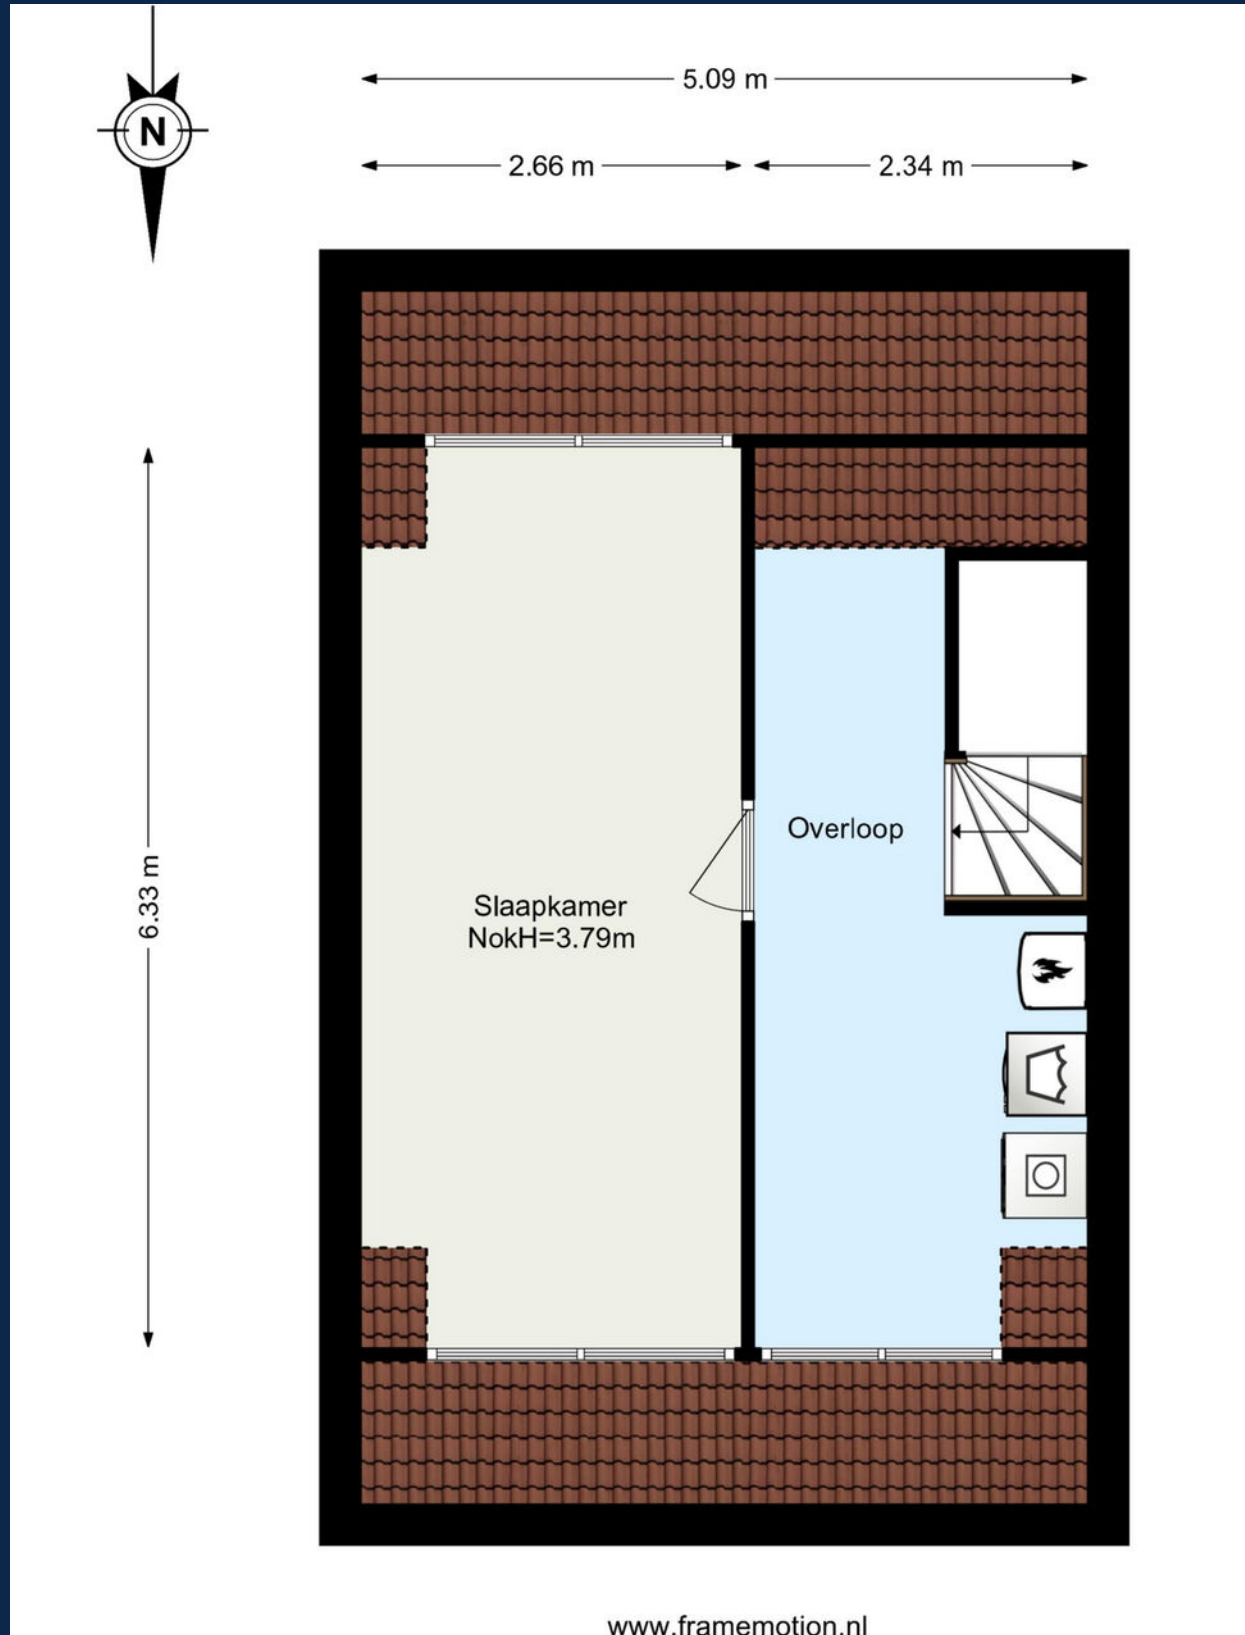 N
5.09 m
2.66 m
2.34 m
6.33 m
Overloop
Slaapkamer
NokH=3.79m
www.framemotion.nl